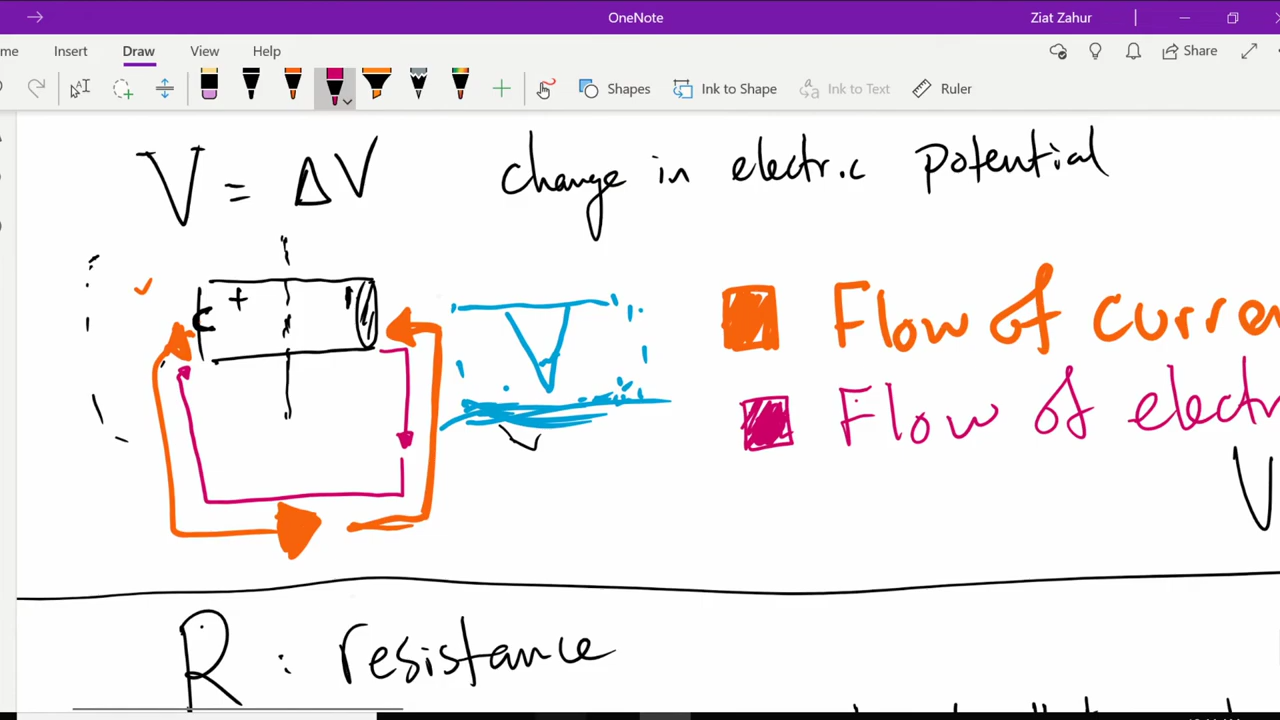 OneNote
Ziat Zahur
Insert Draw View Help
Share
Shapes Ink to Shape Ink to Text Ruler
V = ΔV change in electric potential
+
V
Flow of curre
Flow of electr
V
R : resistance